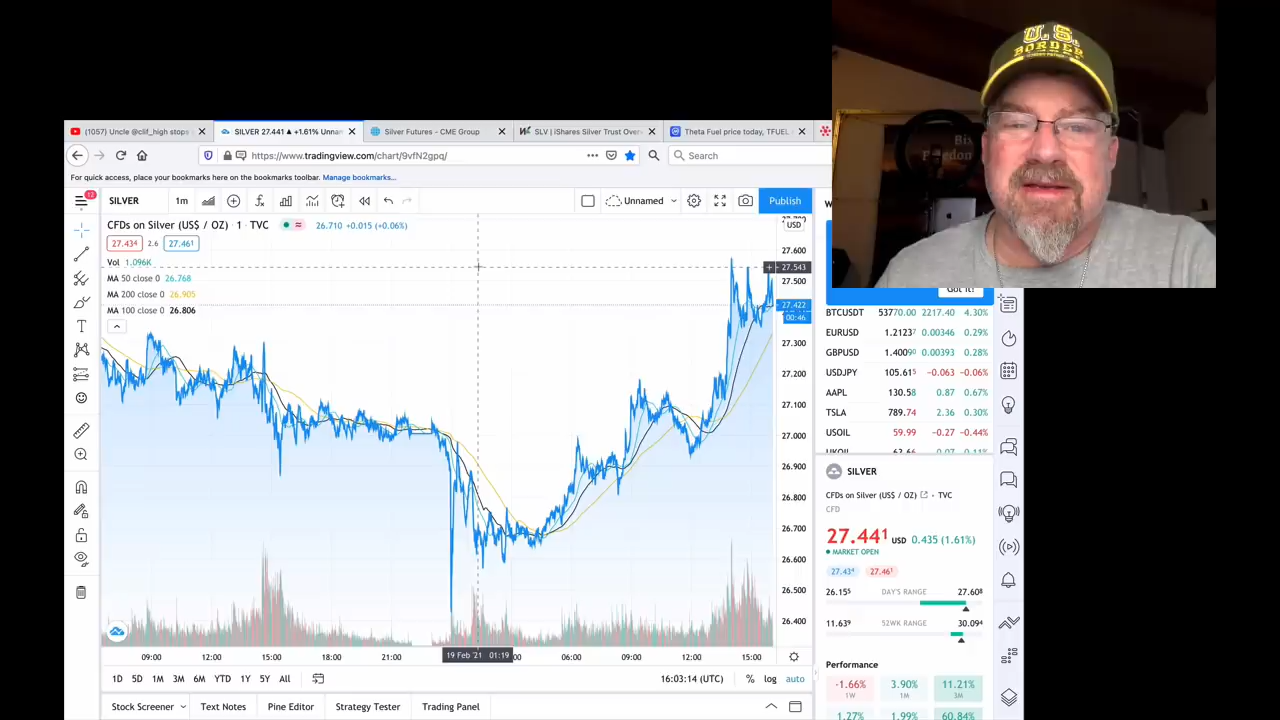 U.S.
BORDER
(1057) Uncle @clif_high stops
SILVER 27.441 ▲ +1.61% Unnan
Silver Futures - CME Group
SLV | iShares Silver Trust Over
Theta Fuel price today, TFUEL
https://www.tradingview.com/chart/9vfN2gpq/
Search
For quick access, place your bookmarks here on the bookmarks toolbar. Manage bookmarks...
12
SILVER
1m
Unnamed
Publish
W
CFDs on Silver (US$ / OZ) · 1 · TVC
26.710 +0.015 (+0.06%)
USD
27.434 2.6 27.461
Vol 1.096K
MA 50 close 0 26.768
MA 200 close 0 26.905
MA 100 close 0 26.806
27.600
27.543
27.500
27.422
00:46
27.300
27.200
27.100
27.000
26.900
26.800
26.700
26.600
26.500
26.400
Got it!
BTCUSDT 53770.00 2217.40 4.30%
EURUSD 1.21237 0.00346 0.29%
GBPUSD 1.40090 0.00393 0.28%
USDJPY 105.615 −0.063 −0.06%
AAPL 130.58 0.87 0.67%
TSLA 789.74 2.36 0.30%
USOIL 59.99 −0.27 −0.44%
SILVER
CFDs on Silver (US$ / OZ) • TVC
CFD
27.441 USD 0.435 (1.61%)
MARKET OPEN
27.434 27.461
26.155 DAY'S RANGE 27.608
11.639 52WK RANGE 30.094
Performance
-1.66% 3.90% 11.21%
1W 1M 3M
1.27% 1.99% 60.84%
09:00 12:00 15:00 18:00 21:00 19 Feb '21 01:19 06:00 09:00 12:00 15:00
1D 5D 1M 3M 6M YTD 1Y 5Y All
16:03:14 (UTC) % log auto
Stock Screener Text Notes Pine Editor Strategy Tester Trading Panel